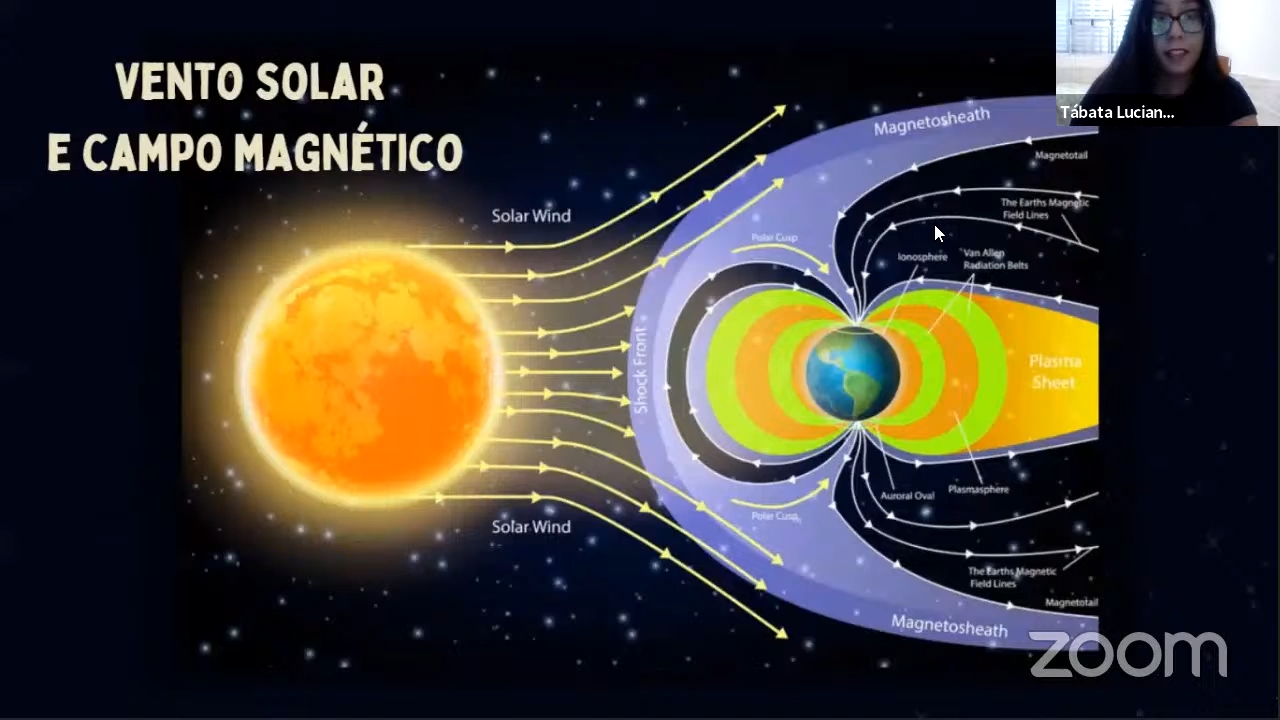 VENTO SOLAR
E CAMPO MAGNÉTICO
Tábata Lucian...
Magnetosheath
Magnetotail
Solar Wind
The Earths Magnetic
Field Lines
Polar Cusp
Ionosphere
Van Allen
Radiation Belts
Shock Front
Plasma
Sheet
Auroral Oval
Plasmasphere
Polar Cusp
Solar Wind
The Earths Magnetic
Field Lines
Magnetotail
Magnetosheath
zoom